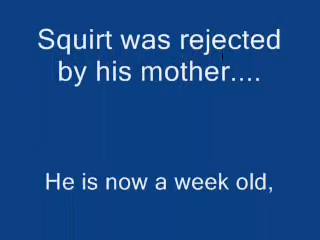 Squirt was rejected
by his mother....
He is now a week old,